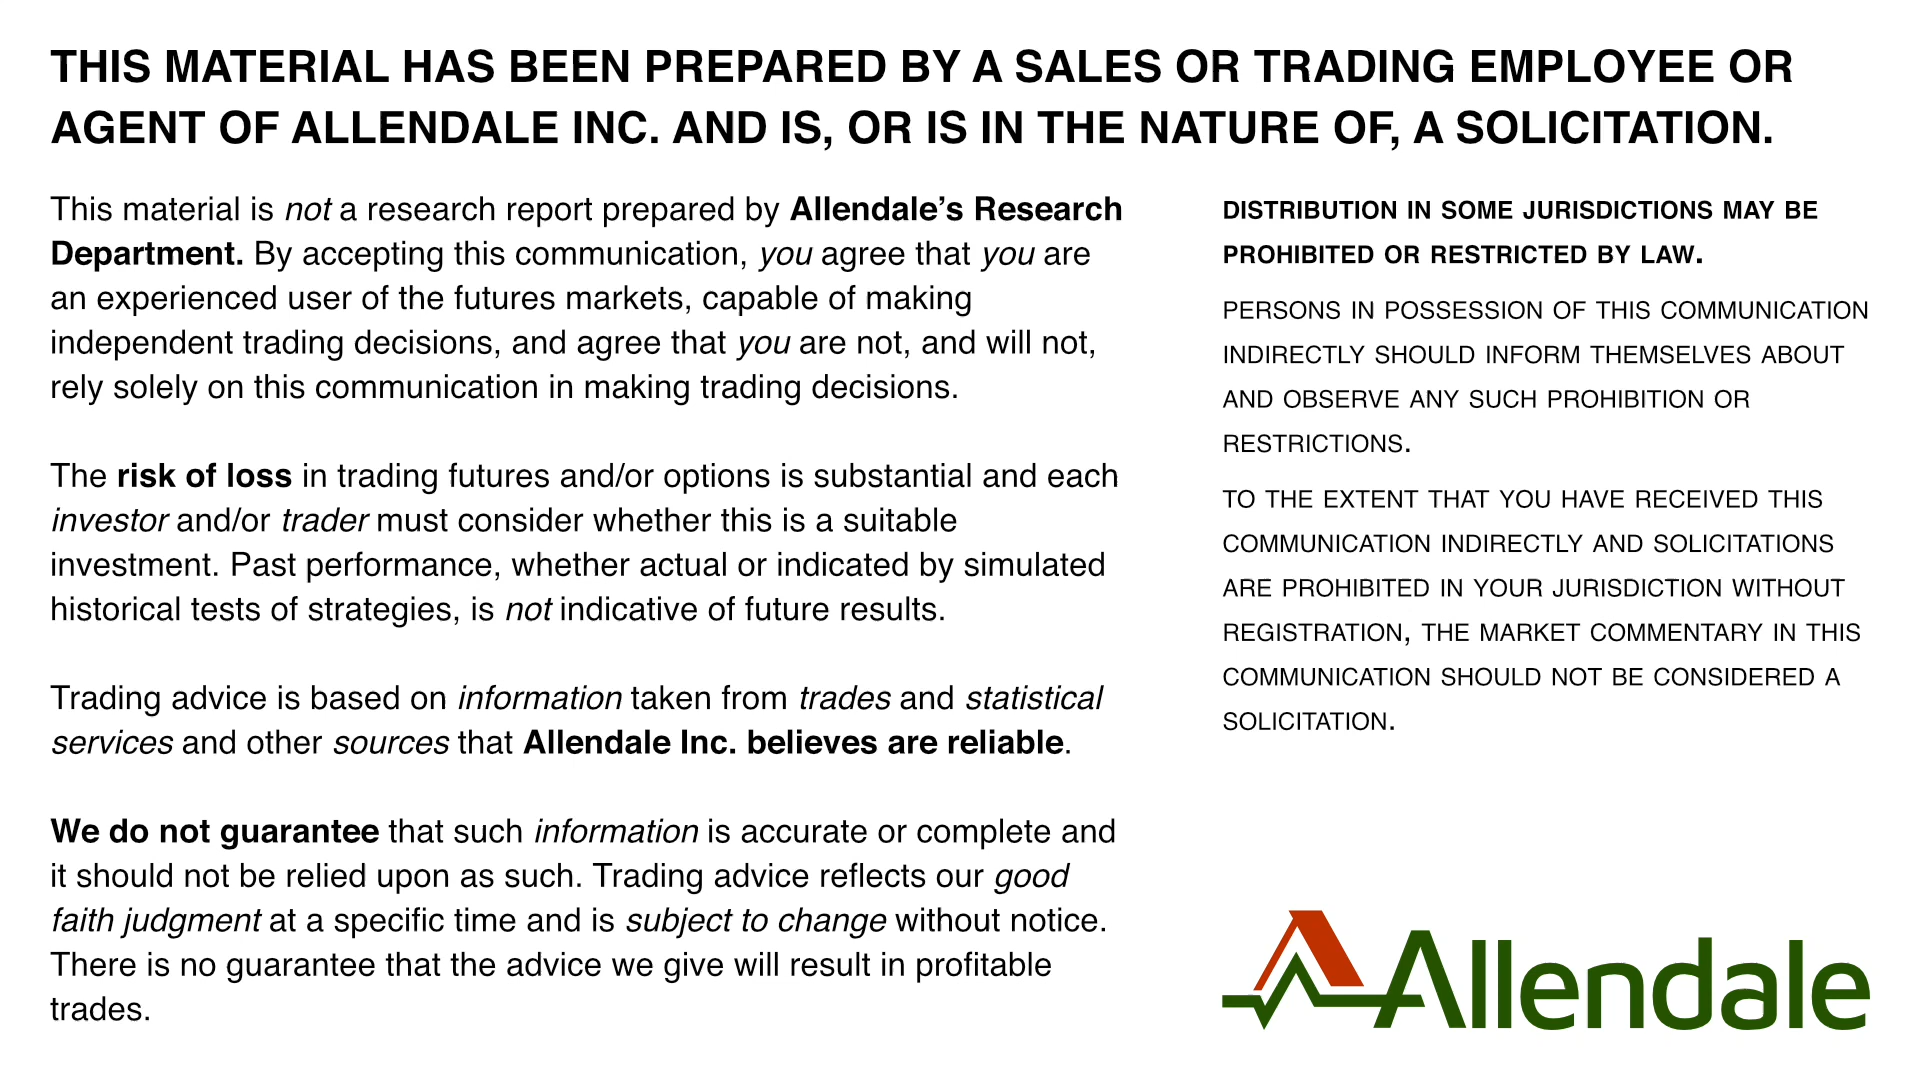 THIS MATERIAL HAS BEEN PREPARED BY A SALES OR TRADING EMPLOYEE OR
AGENT OF ALLENDALE INC. AND IS, OR IS IN THE NATURE OF, A SOLICITATION.
This material is not a research report prepared by Allendale’s Research
Department. By accepting this communication, you agree that you are
an experienced user of the futures markets, capable of making
independent trading decisions, and agree that you are not, and will not,
rely solely on this communication in making trading decisions.
The risk of loss in trading futures and/or options is substantial and each
investor and/or trader must consider whether this is a suitable
investment. Past performance, whether actual or indicated by simulated
historical tests of strategies, is not indicative of future results.
Trading advice is based on information taken from trades and statistical
services and other sources that Allendale Inc. believes are reliable.
We do not guarantee that such information is accurate or complete and
it should not be relied upon as such. Trading advice reflects our good
faith judgment at a specific time and is subject to change without notice.
There is no guarantee that the advice we give will result in profitable
trades.
DISTRIBUTION IN SOME JURISDICTIONS MAY BE
PROHIBITED OR RESTRICTED BY LAW.
PERSONS IN POSSESSION OF THIS COMMUNICATION
INDIRECTLY SHOULD INFORM THEMSELVES ABOUT
AND OBSERVE ANY SUCH PROHIBITION OR
RESTRICTIONS.
TO THE EXTENT THAT YOU HAVE RECEIVED THIS
COMMUNICATION INDIRECTLY AND SOLICITATIONS
ARE PROHIBITED IN YOUR JURISDICTION WITHOUT
REGISTRATION, THE MARKET COMMENTARY IN THIS
COMMUNICATION SHOULD NOT BE CONSIDERED A
SOLICITATION.
Allendale